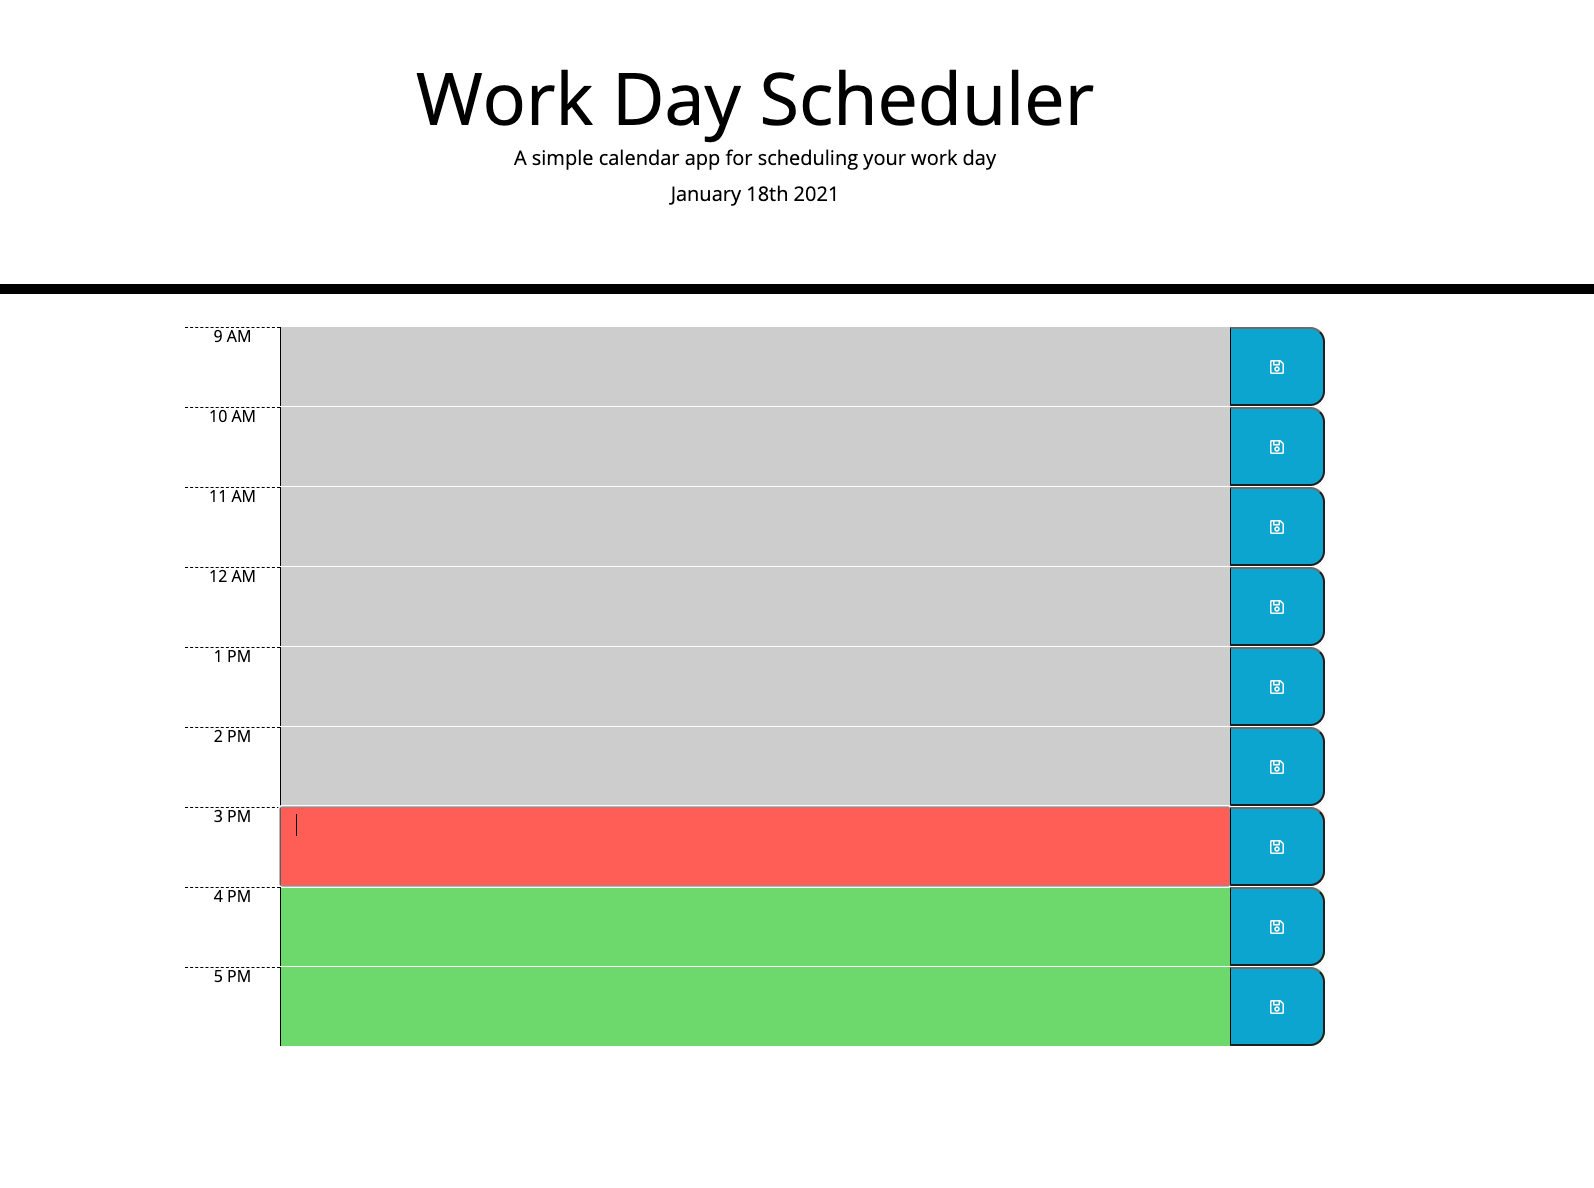 Work Day Scheduler
A simple calendar app for scheduling your work day
January 18th 2021
9 AM
10 AM
11 AM
12 AM
1 PM
2 PM
3 PM
4 PM
5 PM